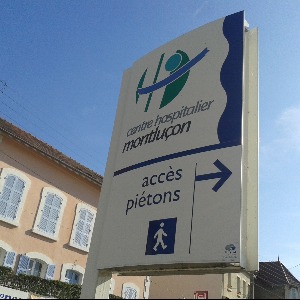 centre hospitalier
montluçon
accès
piétons